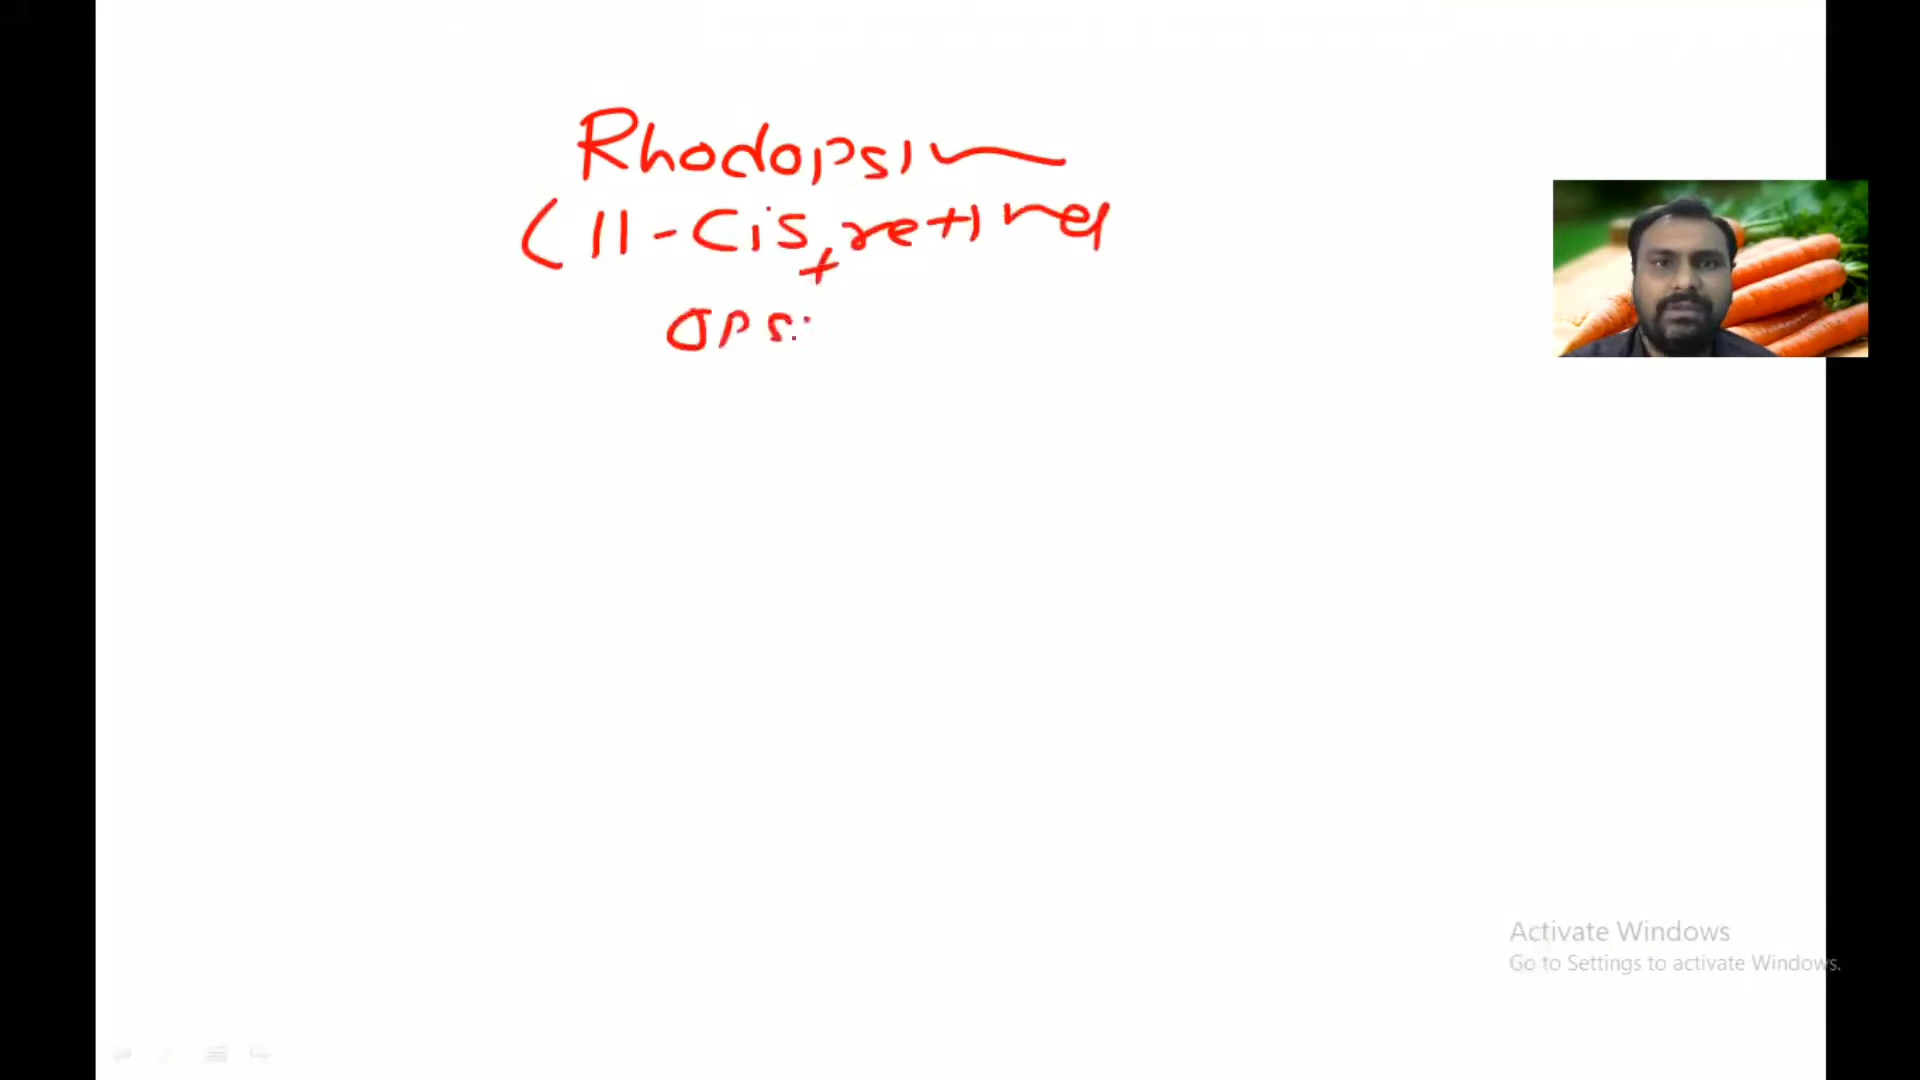 Rhodopsin
(11-Cis retinal
+
ops
Activate Windows
Go to Settings to activate Windows.